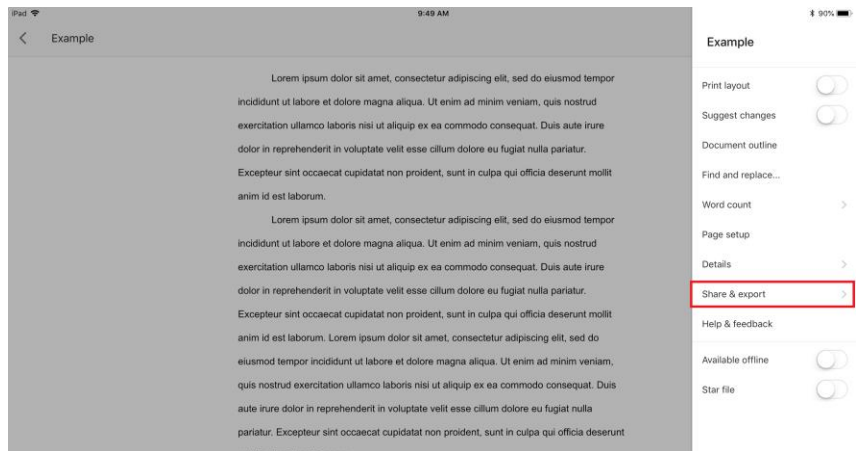 iPad 9:49 AM 90%
Example
Lorem ipsum dolor sit amet, consectetur adipiscing elit, sed do eiusmod tempor
incididunt ut labore et dolore magna aliqua. Ut enim ad minim veniam, quis nostrud
exercitation ullamco laboris nisi ut aliquip ex ea commodo consequat. Duis aute irure
dolor in reprehenderit in voluptate velit esse cillum dolore eu fugiat nulla pariatur.
Excepteur sint occaecat cupidatat non proident, sunt in culpa qui officia deserunt mollit
anim id est laborum.
Lorem ipsum dolor sit amet, consectetur adipiscing elit, sed do eiusmod tempor
incididunt ut labore et dolore magna aliqua. Ut enim ad minim veniam, quis nostrud
exercitation ullamco laboris nisi ut aliquip ex ea commodo consequat. Duis aute irure
dolor in reprehenderit in voluptate velit esse cillum dolore eu fugiat nulla pariatur.
Excepteur sint occaecat cupidatat non proident, sunt in culpa qui officia deserunt mollit
anim id est laborum. Lorem ipsum dolor sit amet, consectetur adipiscing elit, sed do
eiusmod tempor incididunt ut labore et dolore magna aliqua. Ut enim ad minim veniam,
quis nostrud exercitation ullamco laboris nisi ut aliquip ex ea commodo consequat. Duis
aute irure dolor in reprehenderit in voluptate velit esse cillum dolore eu fugiat nulla
pariatur. Excepteur sint occaecat cupidatat non proident, sunt in culpa qui officia deserunt
Example
Print layout
Suggest changes
Document outline
Find and replace...
Word count
Page setup
Details
Share & export
Help & feedback
Available offline
Star file